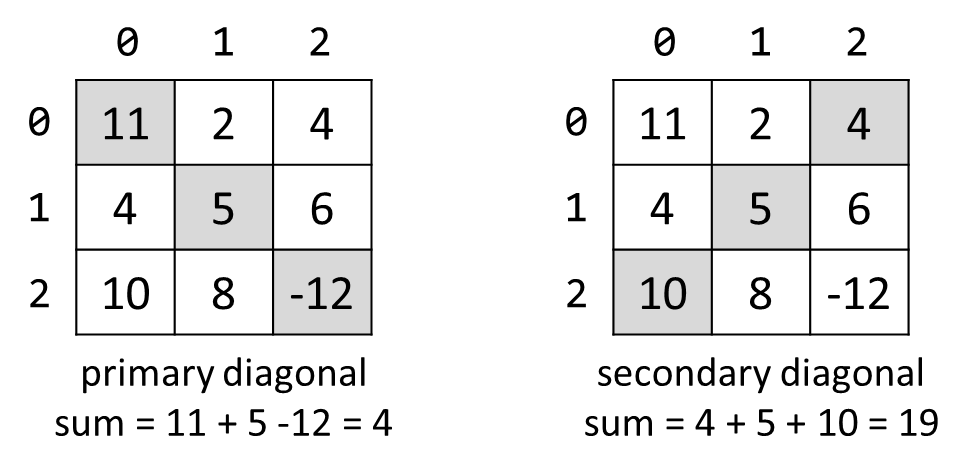 0 1 2
0 11 2 4
1 4 5 6
2 10 8 -12
primary diagonal
sum = 11 + 5 -12 = 4
0 1 2
0 11 2 4
1 4 5 6
2 10 8 -12
secondary diagonal
sum = 4 + 5 + 10 = 19